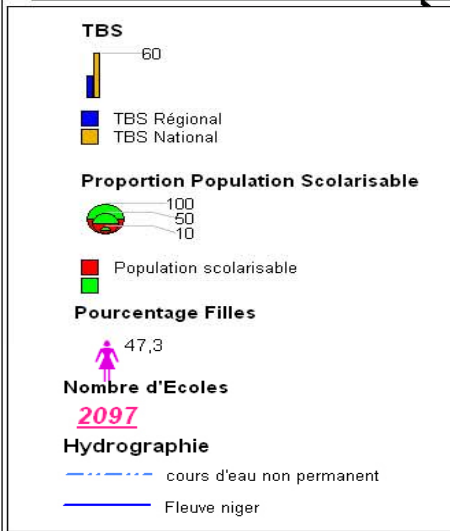 TBS
60
TBS Régional
TBS National
Proportion Population Scolarisable
100
50
10
Population scolarisable
Pourcentage Filles
47,3
Nombre d'Ecoles
2097
Hydrographie
cours d'eau non permanent
Fleuve niger